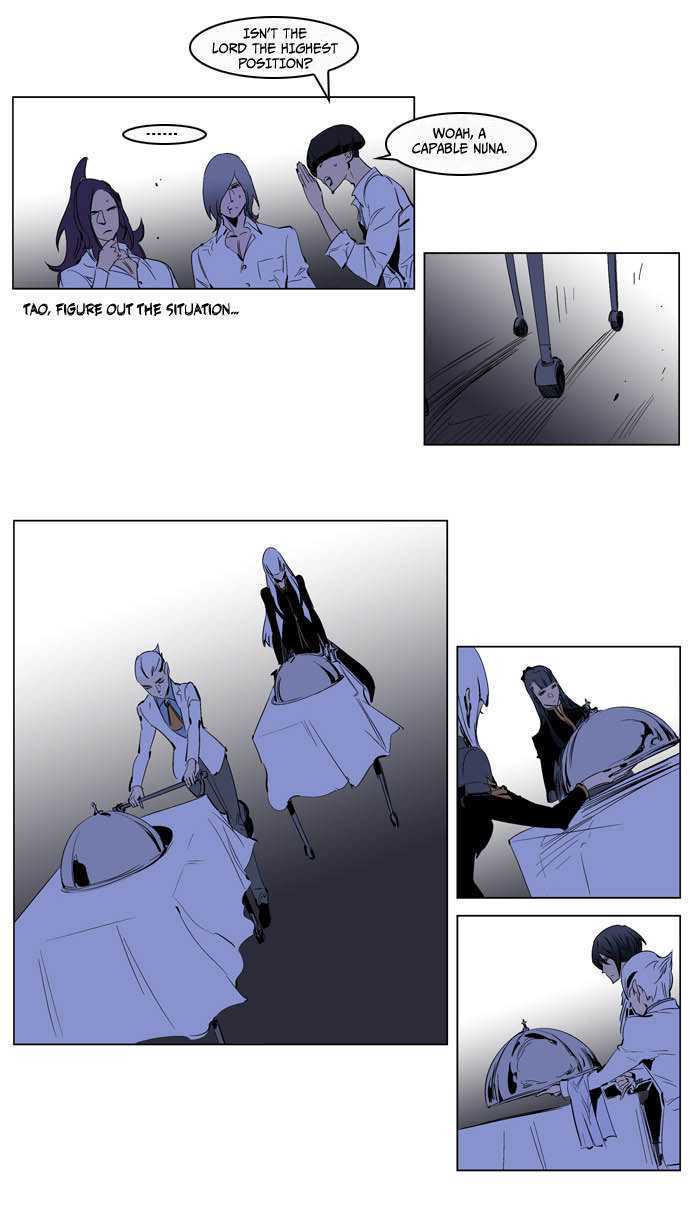 ISN'T THE
LORD THE HIGHEST
POSITION?
------
WOAH, A
CAPABLE NUNA.
TAO, FIGURE OUT THE SITUATION...